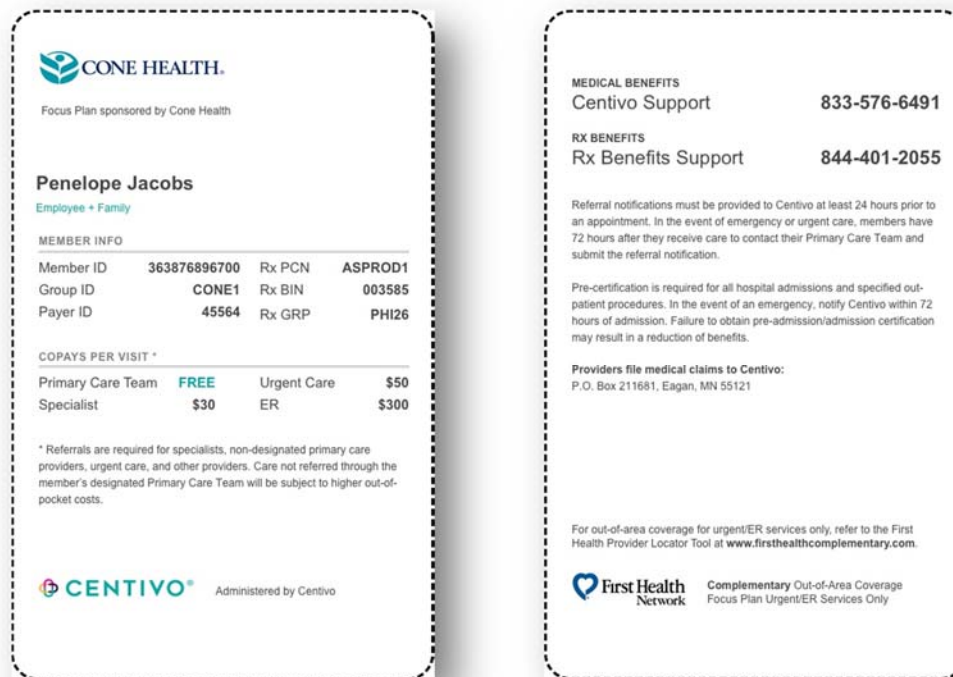 CONE HEALTH.
Focus Plan sponsored by Cone Health
Penelope Jacobs
Employee + Family
MEMBER INFO
Member ID 363876896700 Rx PCN ASPROD1
Group ID CONE1 Rx BIN 003585
Payer ID 45564 Rx GRP PHI26
COPAYS PER VISIT *
Primary Care Team FREE Urgent Care $50
Specialist $30 ER $300
* Referrals are required for specialists, non-designated primary care
providers, urgent care, and other providers. Care not referred through the
member's designated Primary Care Team will be subject to higher out-of-
pocket costs.
CENTIVO® Administered by Centivo
MEDICAL BENEFITS
Centivo Support 833-576-6491
RX BENEFITS
Rx Benefits Support 844-401-2055
Referral notifications must be provided to Centivo at least 24 hours prior to
an appointment. In the event of emergency or urgent care, members have
72 hours after they receive care to contact their Primary Care Team and
submit the referral notification.
Pre-certification is required for all hospital admissions and specified out-
patient procedures. In the event of an emergency, notify Centivo within 72
hours of admission. Failure to obtain pre-admission/admission certification
may result in a reduction of benefits.
Providers file medical claims to Centivo:
P.O. Box 211681, Eagan, MN 55121
For out-of-area coverage for urgent/ER services only, refer to the First
Health Provider Locator Tool at www.firsthealthcomplementary.com.
First Health
Network
Complementary Out-of-Area Coverage
Focus Plan Urgent/ER Services Only